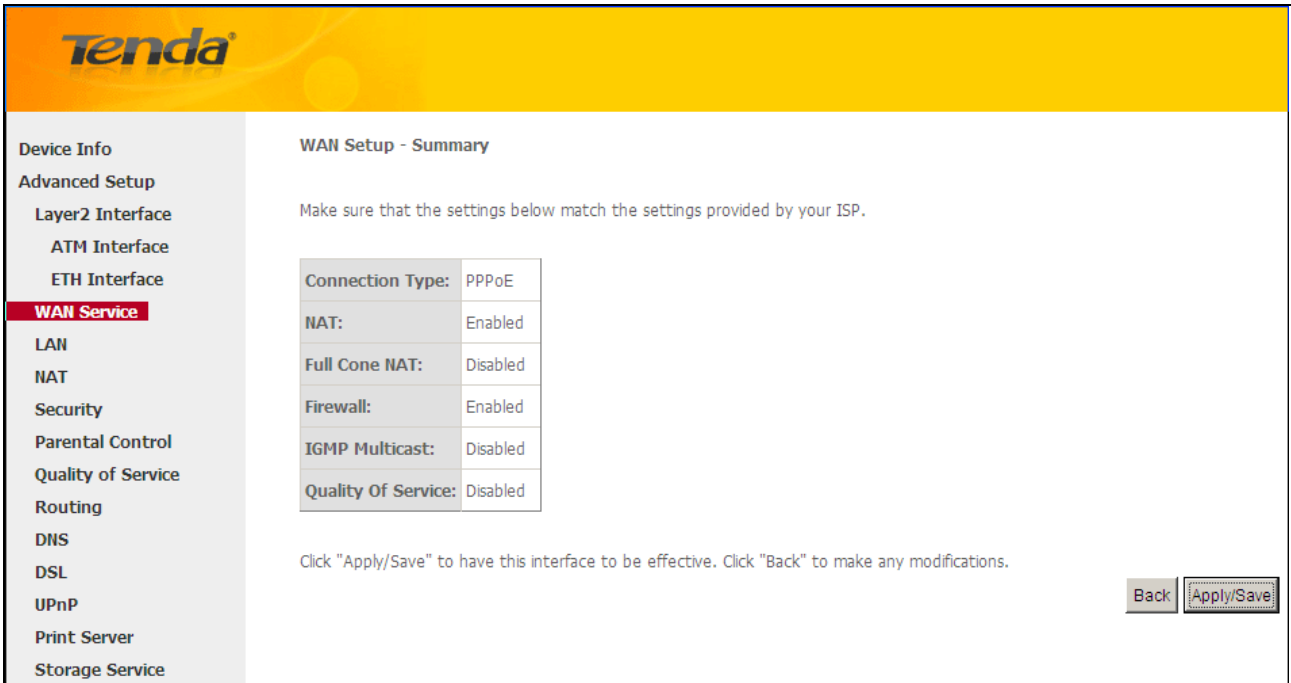 Tenda®
Device Info
Advanced Setup
Layer2 Interface
ATM Interface
ETH Interface
WAN Service
LAN
NAT
Security
Parental Control
Quality of Service
Routing
DNS
DSL
UPnP
Print Server
Storage Service
WAN Setup - Summary
Make sure that the settings below match the settings provided by your ISP.
Connection Type: PPPoE
NAT: Enabled
Full Cone NAT: Disabled
Firewall: Enabled
IGMP Multicast: Disabled
Quality Of Service: Disabled
Click "Apply/Save" to have this interface to be effective. Click "Back" to make any modifications.
Back Apply/Save